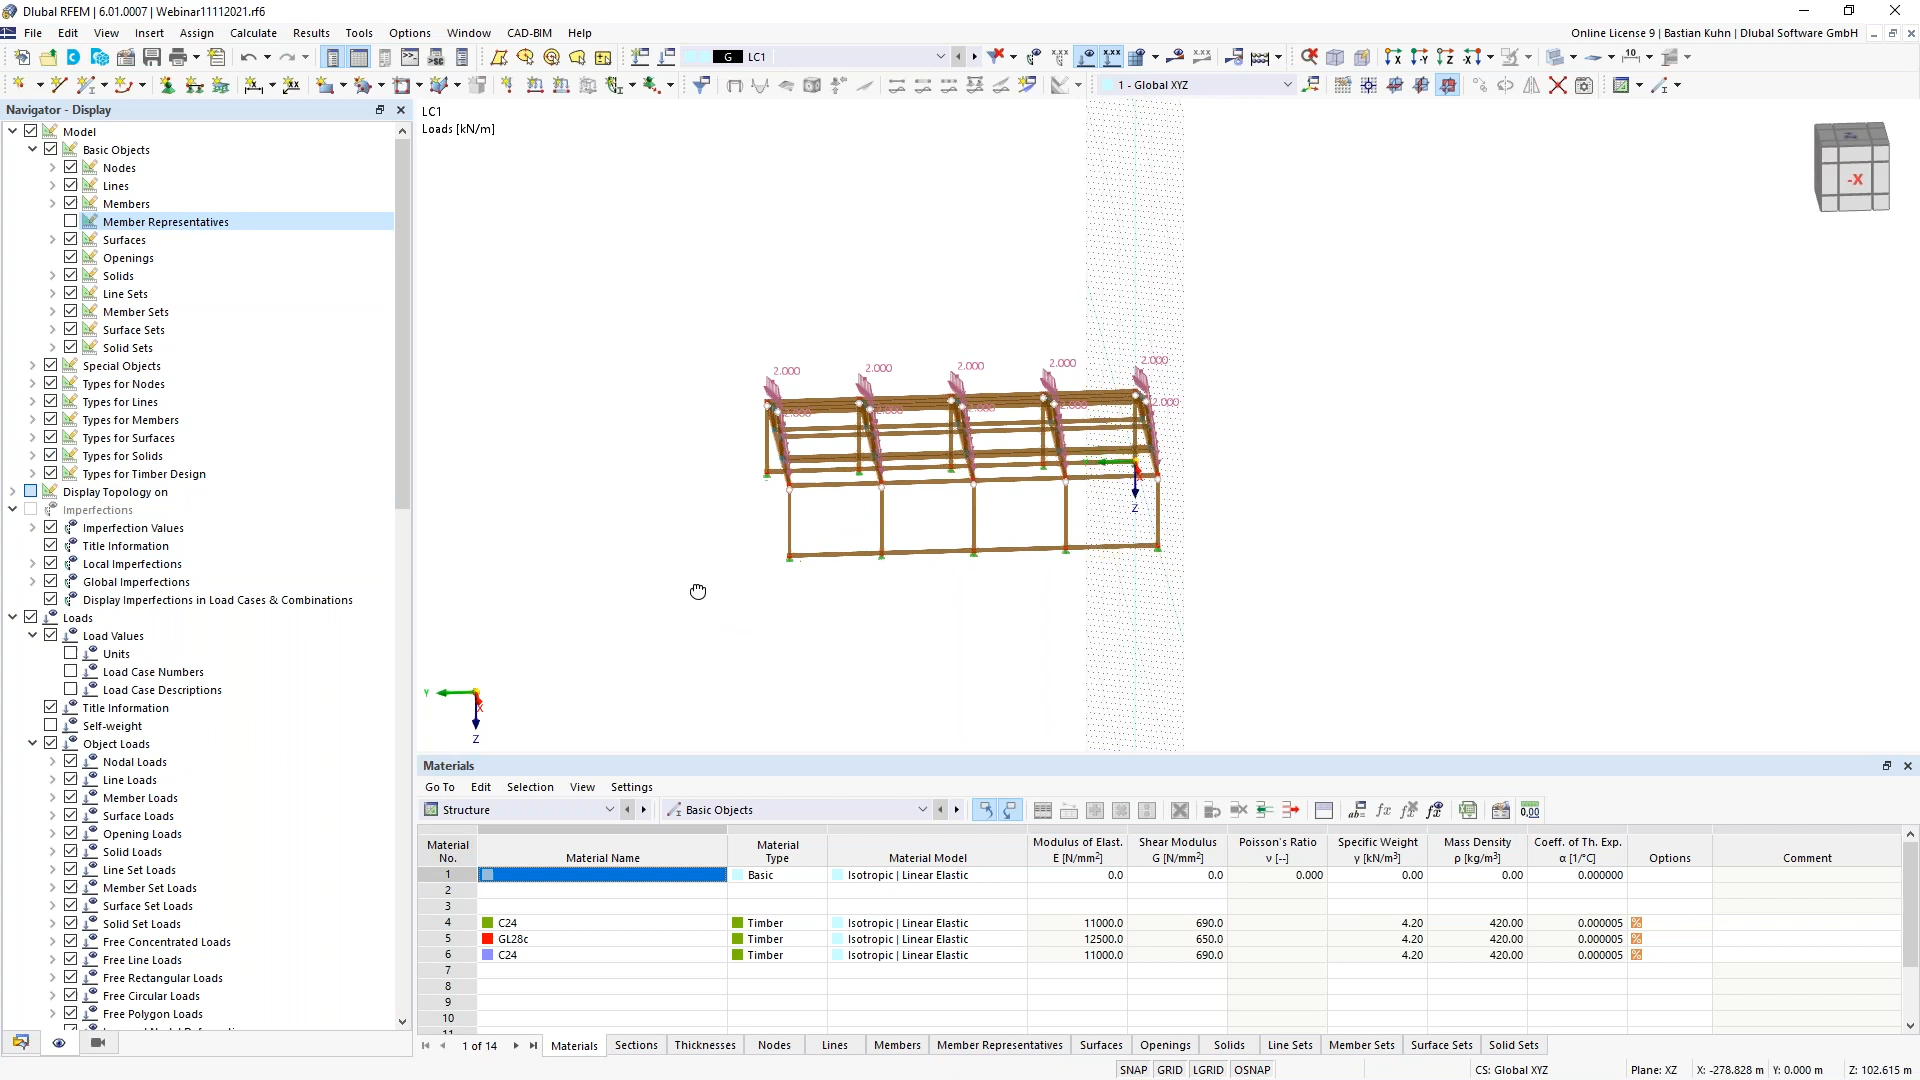 Dlubal RFEM | 6.01.0007 | Webinar11112021.rf6
File Edit View Insert Assign Calculate Results Tools Options Window CAD-BIM Help
Online License 9 | Bastian Kuhn | Dlubal Software GmbH
G LC1
1 - Global XYZ
Navigator - Display
Model
Basic Objects
Nodes
Lines
Members
Member Representatives
Surfaces
Openings
Solids
Line Sets
Member Sets
Surface Sets
Solid Sets
Special Objects
Types for Nodes
Types for Lines
Types for Members
Types for Surfaces
Types for Solids
Types for Timber Design
Display Topology on
Imperfections
Imperfection Values
Title Information
Local Imperfections
Global Imperfections
Display Imperfections in Load Cases & Combinations
Loads
Load Values
Units
Load Case Numbers
Load Case Descriptions
Title Information
Self-weight
Object Loads
Nodal Loads
Line Loads
Member Loads
Surface Loads
Opening Loads
Solid Loads
Line Set Loads
Member Set Loads
Surface Set Loads
Solid Set Loads
Free Concentrated Loads
Free Line Loads
Free Rectangular Loads
Free Circular Loads
Free Polygon Loads
LC1
Loads [kN/m]
-X
2.000 2.000 2.000 2.000 2.000
2.000 2.000 2.000 2.000 2.000
X
Z
Y
X
Z
Materials
Go To Edit Selection View Settings
Structure
Basic Objects
Material No. Material Name Material Type Material Model Modulus of Elast. E [N/mm²] Shear Modulus G [N/mm²] Poisson's Ratio ν [--] Specific Weight γ [kN/m³] Mass Density ρ [kg/m³] Coeff. of Th. Exp. α [1/°C] Options Comment
1 Basic Isotropic | Linear Elastic 0.0 0.0 0.000 0.00 0.00 0.000000
2
3
4 C24 Timber Isotropic | Linear Elastic 11000.0 690.0 4.20 420.00 0.000005
5 GL28c Timber Isotropic | Linear Elastic 12500.0 650.0 4.20 420.00 0.000005
6 C24 Timber Isotropic | Linear Elastic 11000.0 690.0 4.20 420.00 0.000005
7
8
9
10
11
1 of 14 Materials Sections Thicknesses Nodes Lines Members Member Representatives Surfaces Openings Solids Line Sets Member Sets Surface Sets Solid Sets
SNAP GRID LGRID OSNAP CS: Global XYZ Plane: XZ X: -278.828 m Y: 0.000 m Z: 102.615 m